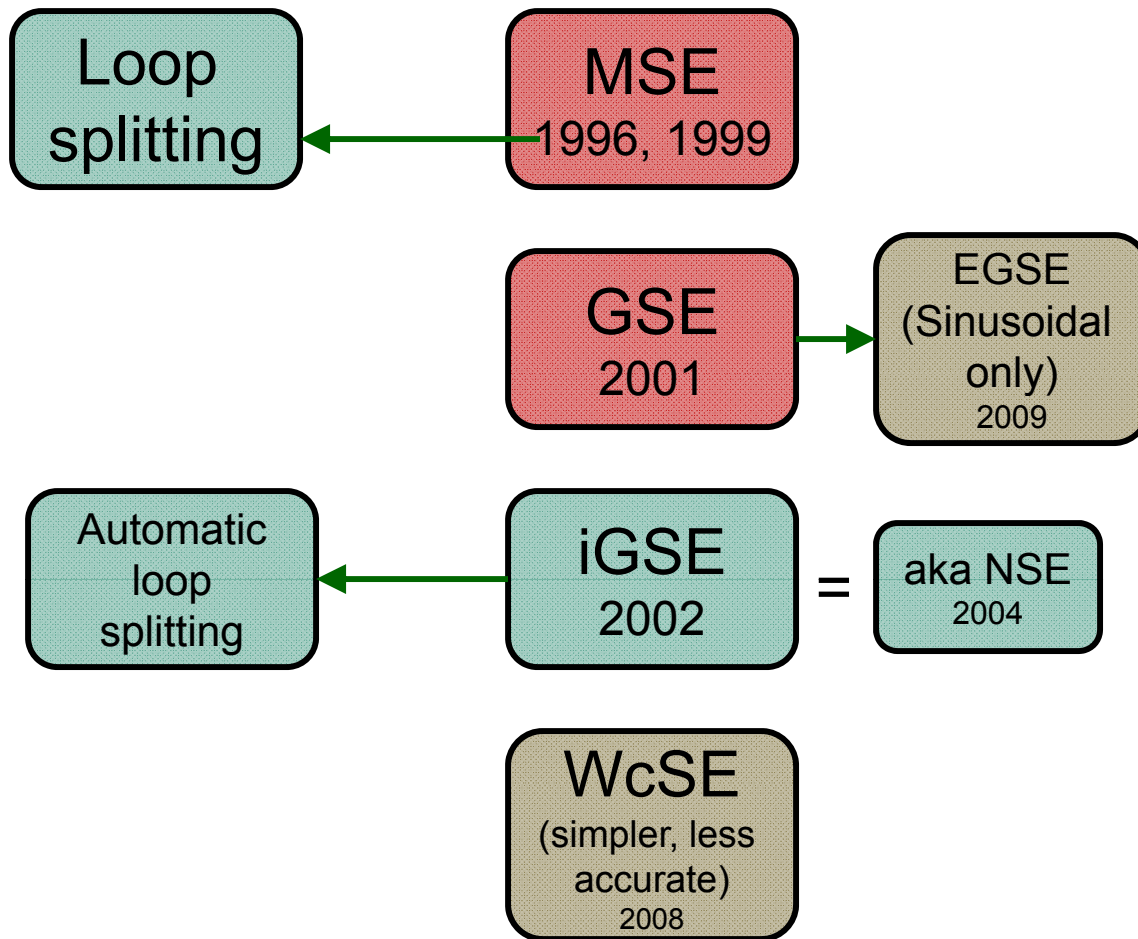 Loop
splitting
MSE
1996, 1999
GSE
2001
EGSE
(Sinusoidal
only)
2009
Automatic
loop
splitting
iGSE
2002
=
aka NSE
2004
WcSE
(simpler, less
accurate)
2008